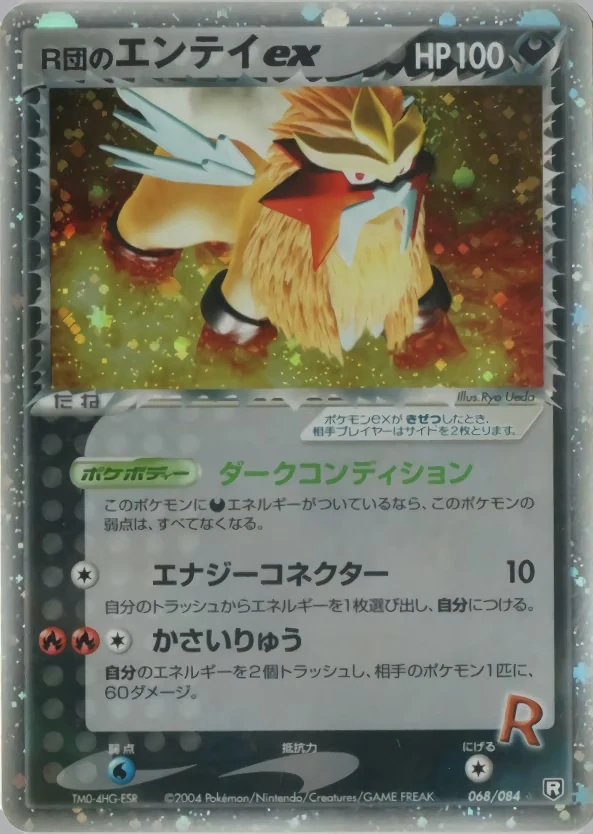 R団のエンテイex HP100
たね
Illus. Ryo Ueda
ポケモンexが きぜつしたとき、
相手プレイヤーはサイドを2枚とります。
ポケボディー ダークコンディション
このポケモンにエネルギーがついているなら、このポケモンの
弱点は、すべてなくなる。
エナジーコネクター 10
自分のトラッシュからエネルギーを1枚選び出し、自分につける。
かさいりゅう
自分のエネルギーを2個トラッシュし、相手のポケモン1匹に、
60ダメージ。
R
弱点 抵抗力 にげる
TM0-4HG-ESR ©2004 Pokémon/Nintendo/Creatures/GAME FREAK 068/084 R